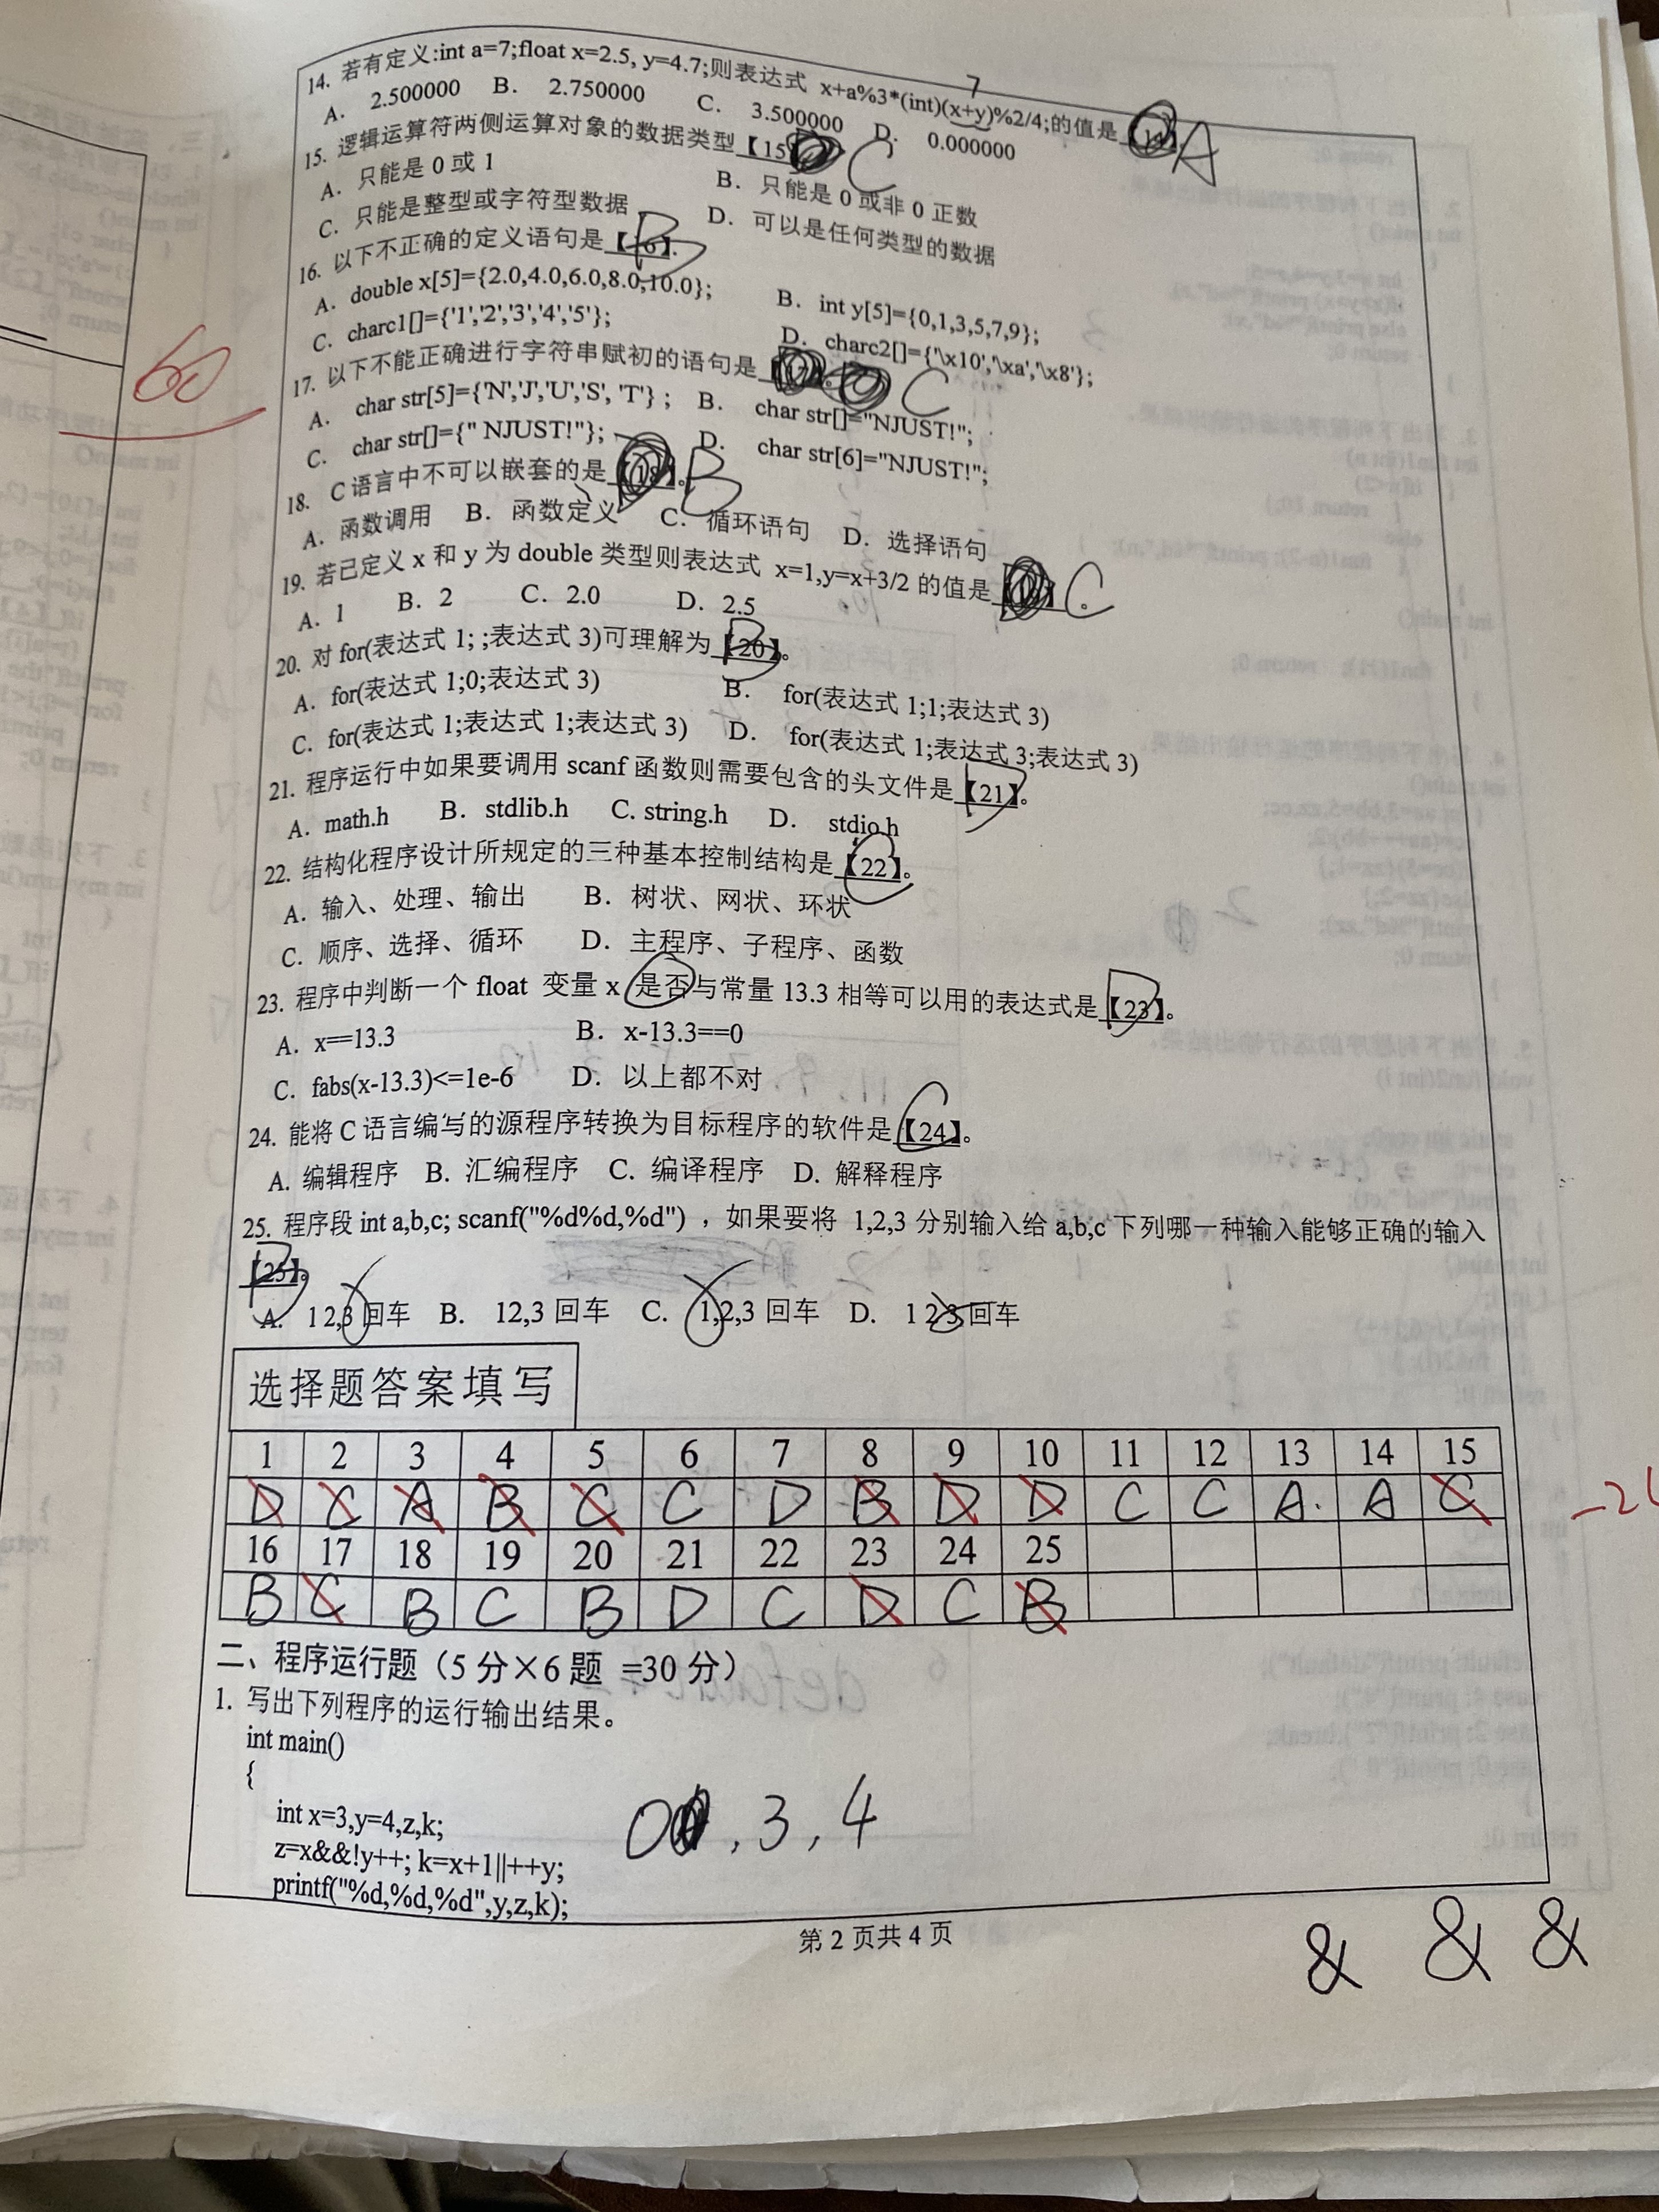 14. 若有定义:int a=7;float x=2.5, y=4.7;则表达式 x+a%3*(int)(x+y)%2/4;的值是【14】. A
7
A. 2.500000 B. 2.750000 C. 3.500000 D. 0.000000
15. 逻辑运算符两侧运算对象的数据类型【15 C
A. 只能是 0 或 1 B. 只能是 0 或非 0 正数
C. 只能是整型或字符型数据 D. 可以是任何类型的数据
16. 以下不正确的定义语句是【16】. B
A. double x[5]={2.0,4.0,6.0,8.0,10.0}; B. int y[5]={0,1,3,5,7,9};
C. charc1[]={'1','2','3','4','5'}; D. charc2[]={'\x10','\xa','\x8'};
17. 以下不能正确进行字符串赋初的语句是【17】。 C
A. char str[5]={'N','J','U','S', 'T'} ; B. char str[]="NJUST!";
C. char str[]={" NJUST!"}; D. char str[6]="NJUST!";
18. C 语言中不可以嵌套的是【18】。 B
A. 函数调用 B. 函数定义 C. 循环语句 D. 选择语句
19. 若已定义 x 和 y 为 double 类型则表达式 x=1,y=x+3/2 的值是【19】。 C
A. 1 B. 2 C. 2.0 D. 2.5
20. 对 for(表达式 1; ;表达式 3)可理解为【20】。 B
A. for(表达式 1;0;表达式 3) B. for(表达式 1;1;表达式 3)
C. for(表达式 1;表达式 1;表达式 3) D. for(表达式 1;表达式 3;表达式 3)
21. 程序运行中如果要调用 scanf 函数则需要包含的头文件是【21】。 D
A. math.h B. stdlib.h C. string.h D. stdio.h
22. 结构化程序设计所规定的三种基本控制结构是【22】。 C
A. 输入、处理、输出 B. 树状、网状、环状
C. 顺序、选择、循环 D. 主程序、子程序、函数
23. 程序中判断一个 float 变量 x 是否与常量 13.3 相等可以用的表达式是【23】。 D
A. x==13.3 B. x-13.3==0
C. fabs(x-13.3)<=1e-6 D. 以上都不对
24. 能将 C 语言编写的源程序转换为目标程序的软件是【24】。 C
A. 编辑程序 B. 汇编程序 C. 编译程序 D. 解释程序
25. 程序段 int a,b,c; scanf("%d%d,%d") ，如果要将 1,2,3 分别输入给 a,b,c 下列哪一种输入能够正确的输入
【25】。 B
A. 1 2,3 回车 B. 12,3 回车 C. 1,2,3 回车 D. 1 2 3 回车
60
选择题答案填写
1 2 3 4 5 6 7 8 9 10 11 12 13 14 15
D C A B C C D B D D C C A. A C
16 17 18 19 20 21 22 23 24 25
B C B C B D C D C B
二、程序运行题（5 分×6 题 =30 分）
1. 写出下列程序的运行输出结果。
int main()
{
int x=3,y=4,z,k;
z=x&&!y++; k=x+1||++y;
printf("%d,%d,%d",y,z,k);
0 , 3 , 4
第 2 页共 4 页
& & &